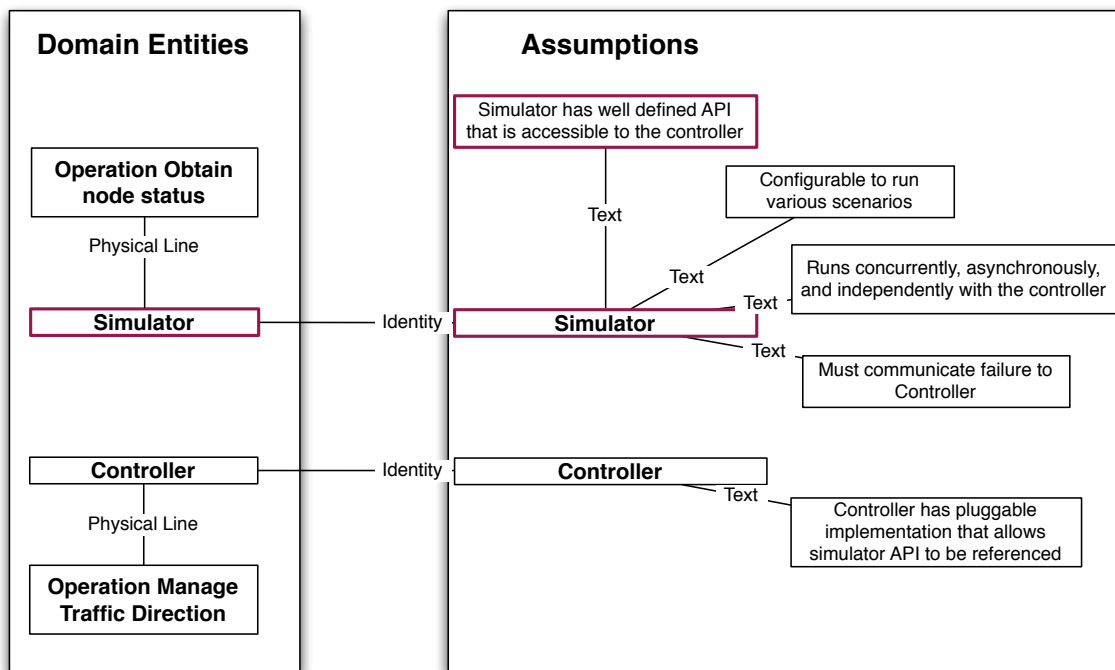 Domain Entities
Assumptions
Simulator has well defined API
that is accessible to the controller
Operation Obtain
node status
Configurable to run
various scenarios
Text
Physical Line
Text
Runs concurrently, asynchronously,
and independently with the controller
Text
Simulator
Identity
Simulator
Text
Must communicate failure to
Controller
Controller
Identity
Controller
Text
Physical Line
Controller has pluggable
implementation that allows
simulator API to be referenced
Operation Manage
Traffic Direction